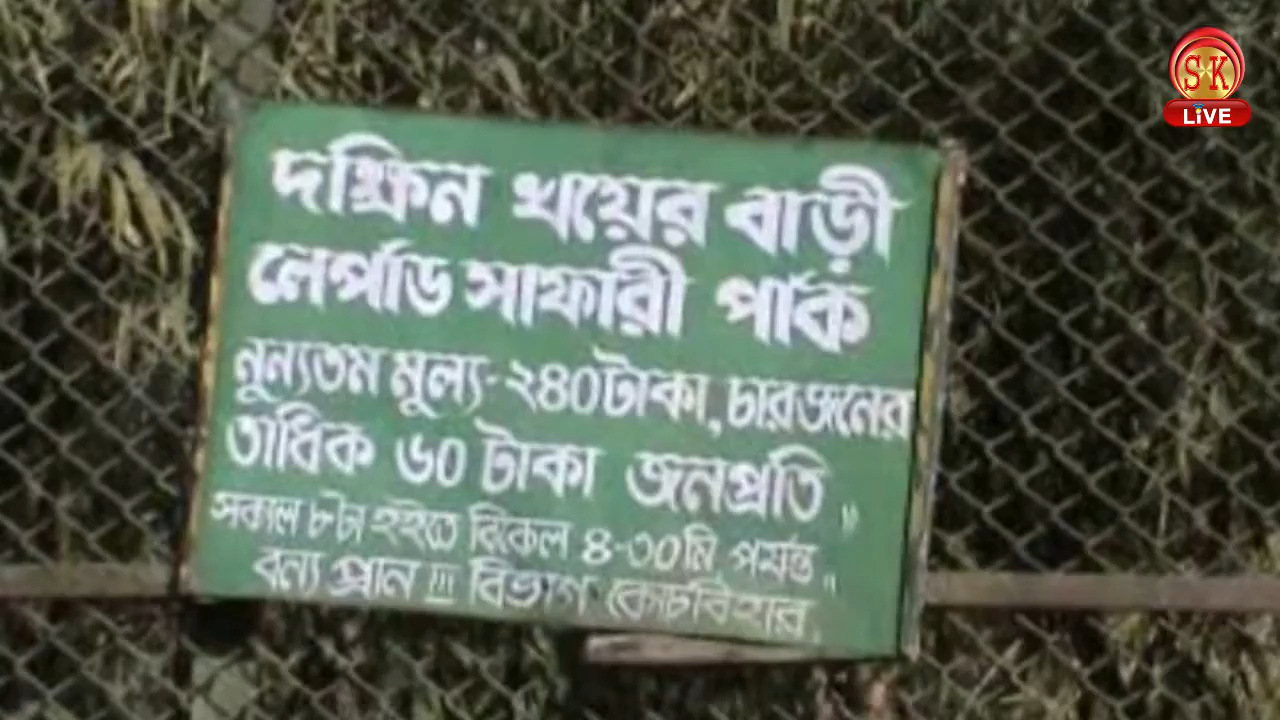 দক্ষিন খয়ের বাড়ী
লের্পাড সাফারী পার্ক
নুন্যতম মূল্য-২৪০টাকা, চারজনের
তাধিক ৬০ টাকা জনপ্রতি "
সকাল ৮টা হইতে বিকেল ৪-৩০মি পর্যন্ত "
বন্য প্রান III বিভাগ কোচবিহার
SK
LIVE